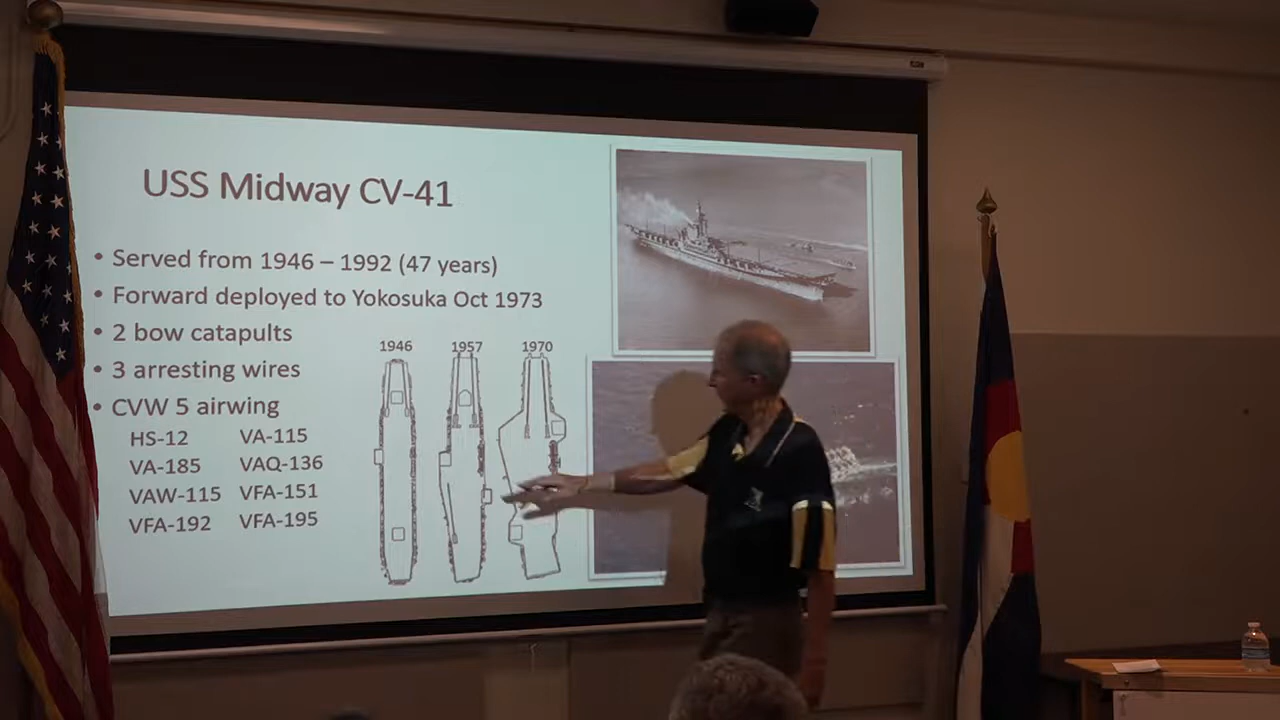 USS Midway CV-41
• Served from 1946 – 1992 (47 years)
• Forward deployed to Yokosuka Oct 1973
• 2 bow catapults
• 3 arresting wires
• CVW 5 airwing
HS-12 VA-115
VA-185 VAQ-136
VAW-115 VFA-151
VFA-192 VFA-195
1946 1957 1970